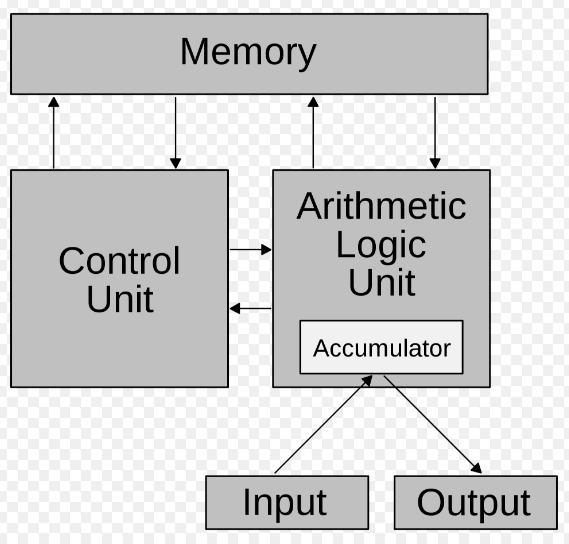 Memory
Control
Unit
Arithmetic
Logic
Unit
Accumulator
Input
Output